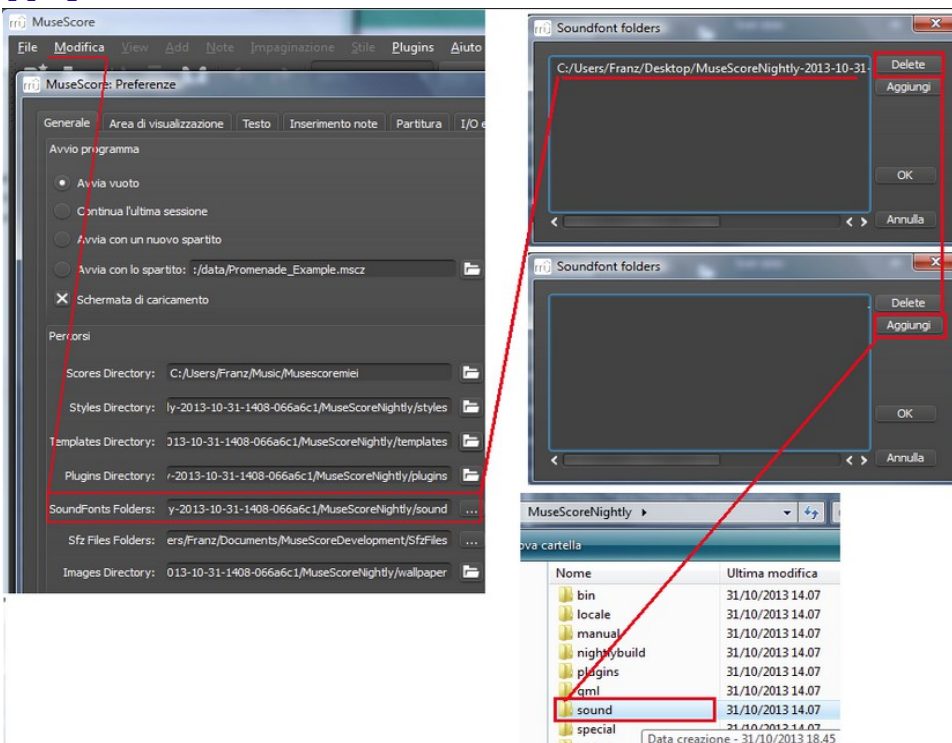 MuseScore
File Modifica View Add Note Impaginazione Stile Plugins Aiuto
MuseScore: Preferenze
Generale Area di visualizzazione Testo Inserimento note Partitura I/O
Avvio programma
Avvia vuoto
Continua l'ultima sessione
Avvia con un nuovo spartito
Avvia con lo spartito: :/data/Promenade_Example.mscz
Schermata di caricamento
Percorsi
Scores Directory: C:/Users/Franz/Music/Musescoremiei
Styles Directory: ly-2013-10-31-1408-066a6c1/MuseScoreNightly/styles
Templates Directory: 013-10-31-1408-066a6c1/MuseScoreNightly/templates
Plugins Directory: -2013-10-31-1408-066a6c1/MuseScoreNightly/plugins
SoundFonts Folders: y-2013-10-31-1408-066a6c1/MuseScoreNightly/sound ...
Sfz Files Folders: ers/Franz/Documents/MuseScoreDevelopment/SfzFiles ...
Images Directory: 013-10-31-1408-066a6c1/MuseScoreNightly/wallpaper
Soundfont folders
C:/Users/Franz/Desktop/MuseScoreNightly-2013-10-31- Delete
Aggiungi
OK
Annulla
Soundfont folders
Delete
Aggiungi
OK
Annulla
MuseScoreNightly
ova cartella
Nome Ultima modifica
bin 31/10/2013 14.07
locale 31/10/2013 14.07
manual 31/10/2013 14.07
nightlybuild 31/10/2013 14.07
plugins 31/10/2013 14.07
qml 31/10/2013 14.07
sound 31/10/2013 14.07
special 31/10/2013 14.07
Data creazione - 31/10/2013 18.45